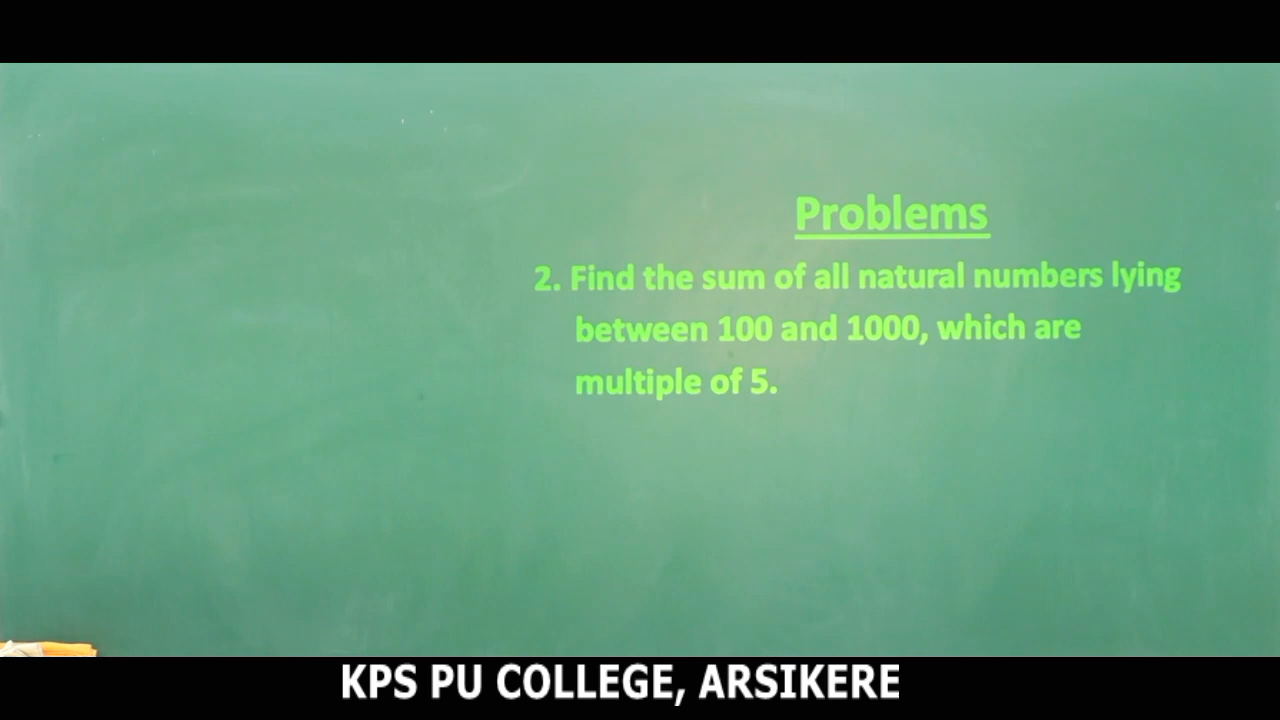 Problems
2. Find the sum of all natural numbers lying
between 100 and 1000, which are
multiple of 5.
KPS PU COLLEGE, ARSIKERE